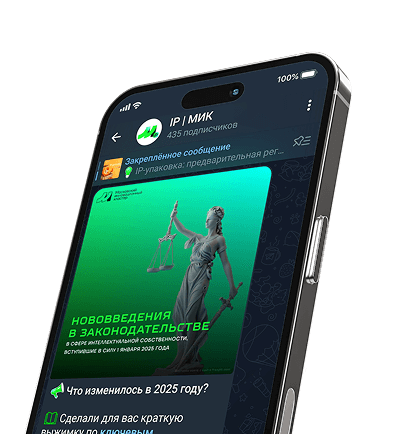 100%
IP | МИК
435 подписчиков
Закреплённое сообщение
IP-упаковка: предварительная рег...
Московский
инновационный
кластер
НОВОВВЕДЕНИЯ
В ЗАКОНОДАТЕЛЬСТВЕ
В СФЕРЕ ИНТЕЛЛЕКТУАЛЬНОЙ СОБСТВЕННОСТИ,
ВСТУПИВШИЕ В СИЛУ 1 ЯНВАРЯ 2025 ГОДА
Что изменилось в 2025 году?
Сделали для вас краткую
выжимку по ключевым